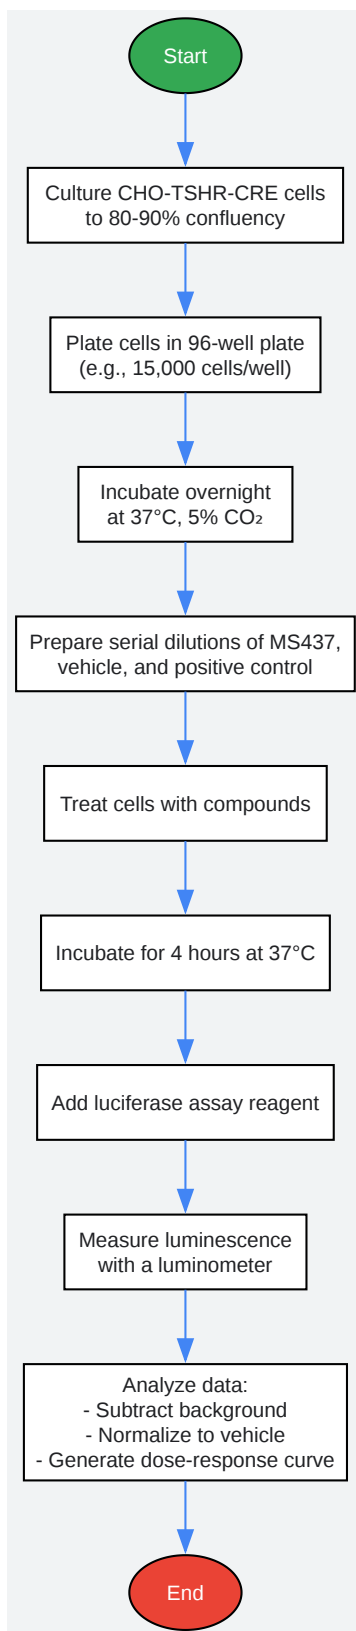 Start
Culture CHO-TSHR-CRE cells
to 80-90% confluency
Plate cells in 96-well plate
(e.g., 15,000 cells/well)
Incubate overnight
at 37°C, 5% CO₂
Prepare serial dilutions of MS437,
vehicle, and positive control
Treat cells with compounds
Incubate for 4 hours at 37°C
Add luciferase assay reagent
Measure luminescence
with a luminometer
Analyze data:
- Subtract background
- Normalize to vehicle
- Generate dose-response curve
End